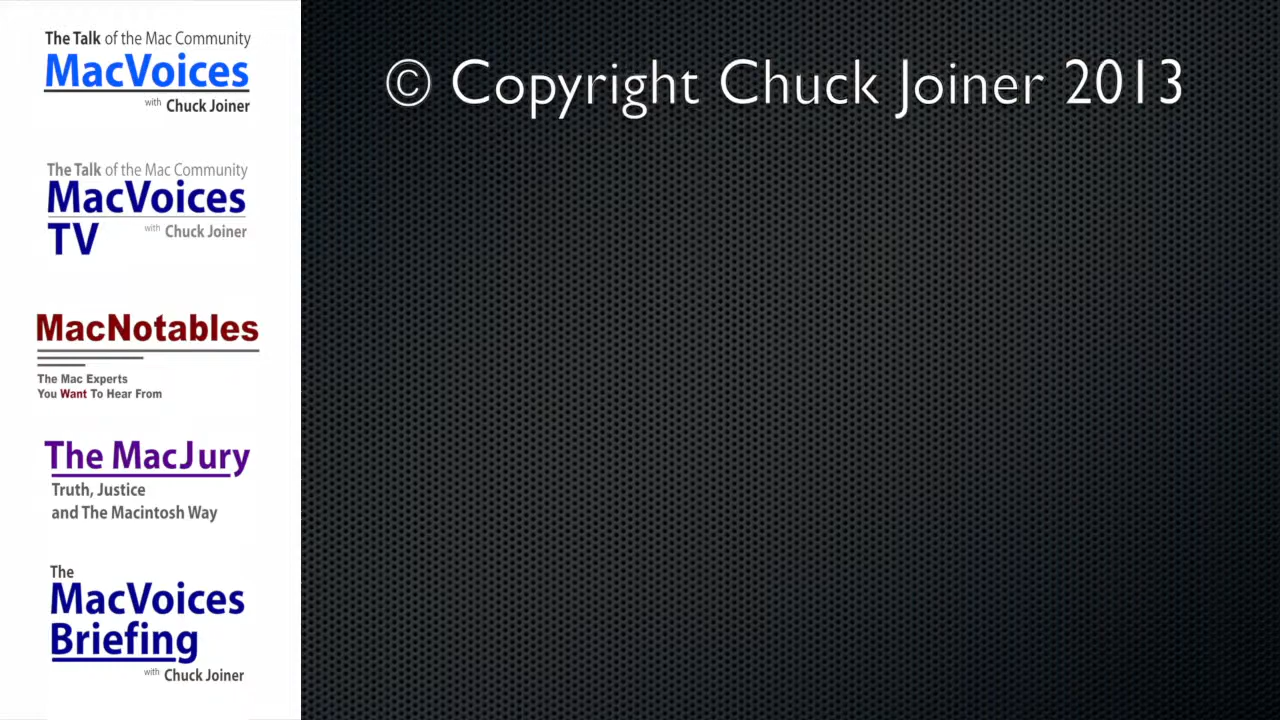 The Talk of the Mac Community
MacVoices
with Chuck Joiner
The Talk of the Mac Community
MacVoices
TV with Chuck Joiner
MacNotables
The Mac Experts
You Want To Hear From
The MacJury
Truth, Justice
and The Macintosh Way
The
MacVoices
Briefing
with Chuck Joiner
© Copyright Chuck Joiner 2013